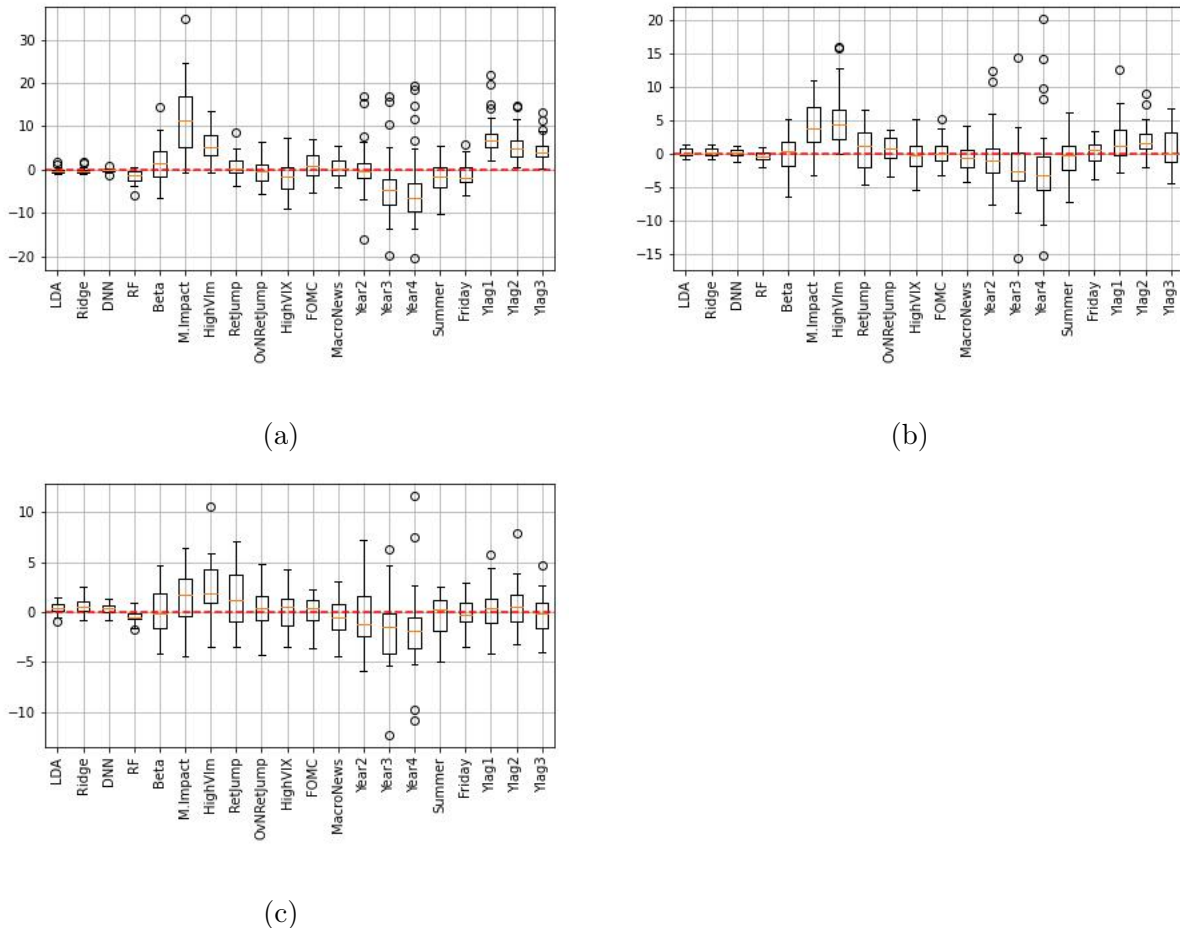 30
20
10
0
−10
−20
LDA
Ridge
DNN
RF
Beta
M.Impact
HighVlm
RetJump
OvNRetJump
HighVIX
FOMC
MacroNews
Year2
Year3
Year4
Summer
Friday
Ylag1
Ylag2
Ylag3
(a)
20
15
10
5
0
−5
−10
−15
LDA
Ridge
DNN
RF
Beta
M.Impact
HighVlm
RetJump
OvNRetJump
HighVIX
FOMC
MacroNews
Year2
Year3
Year4
Summer
Friday
Ylag1
Ylag2
Ylag3
(b)
10
5
0
−5
−10
LDA
Ridge
DNN
RF
Beta
M.Impact
HighVlm
RetJump
OvNRetJump
HighVIX
FOMC
MacroNews
Year2
Year3
Year4
Summer
Friday
Ylag1
Ylag2
Ylag3
(c)